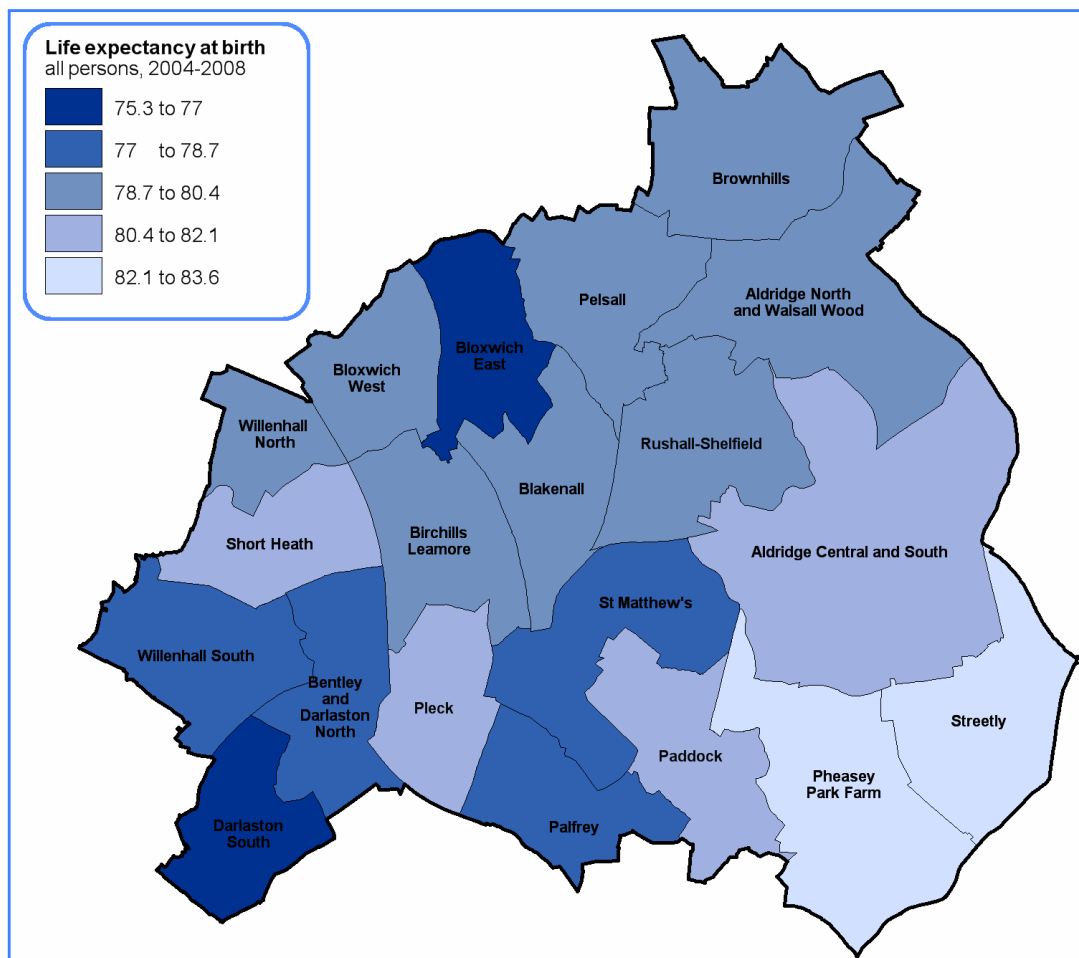 Life expectancy at birth
all persons, 2004-2008
75.3 to 77
77 to 78.7
78.7 to 80.4
80.4 to 82.1
82.1 to 83.6
Brownhills
Pelsall
Aldridge North
and Walsall Wood
Bloxwich
East
Bloxwich
West
Willenhall
North
Rushall-Shelfield
Blakenall
Short Heath
Birchills
Leamore
Aldridge Central and South
St Matthew's
Willenhall South
Bentley
and
Darlaston
North
Pleck
Streetly
Paddock
Pheasey
Park Farm
Darlaston
South
Palfrey